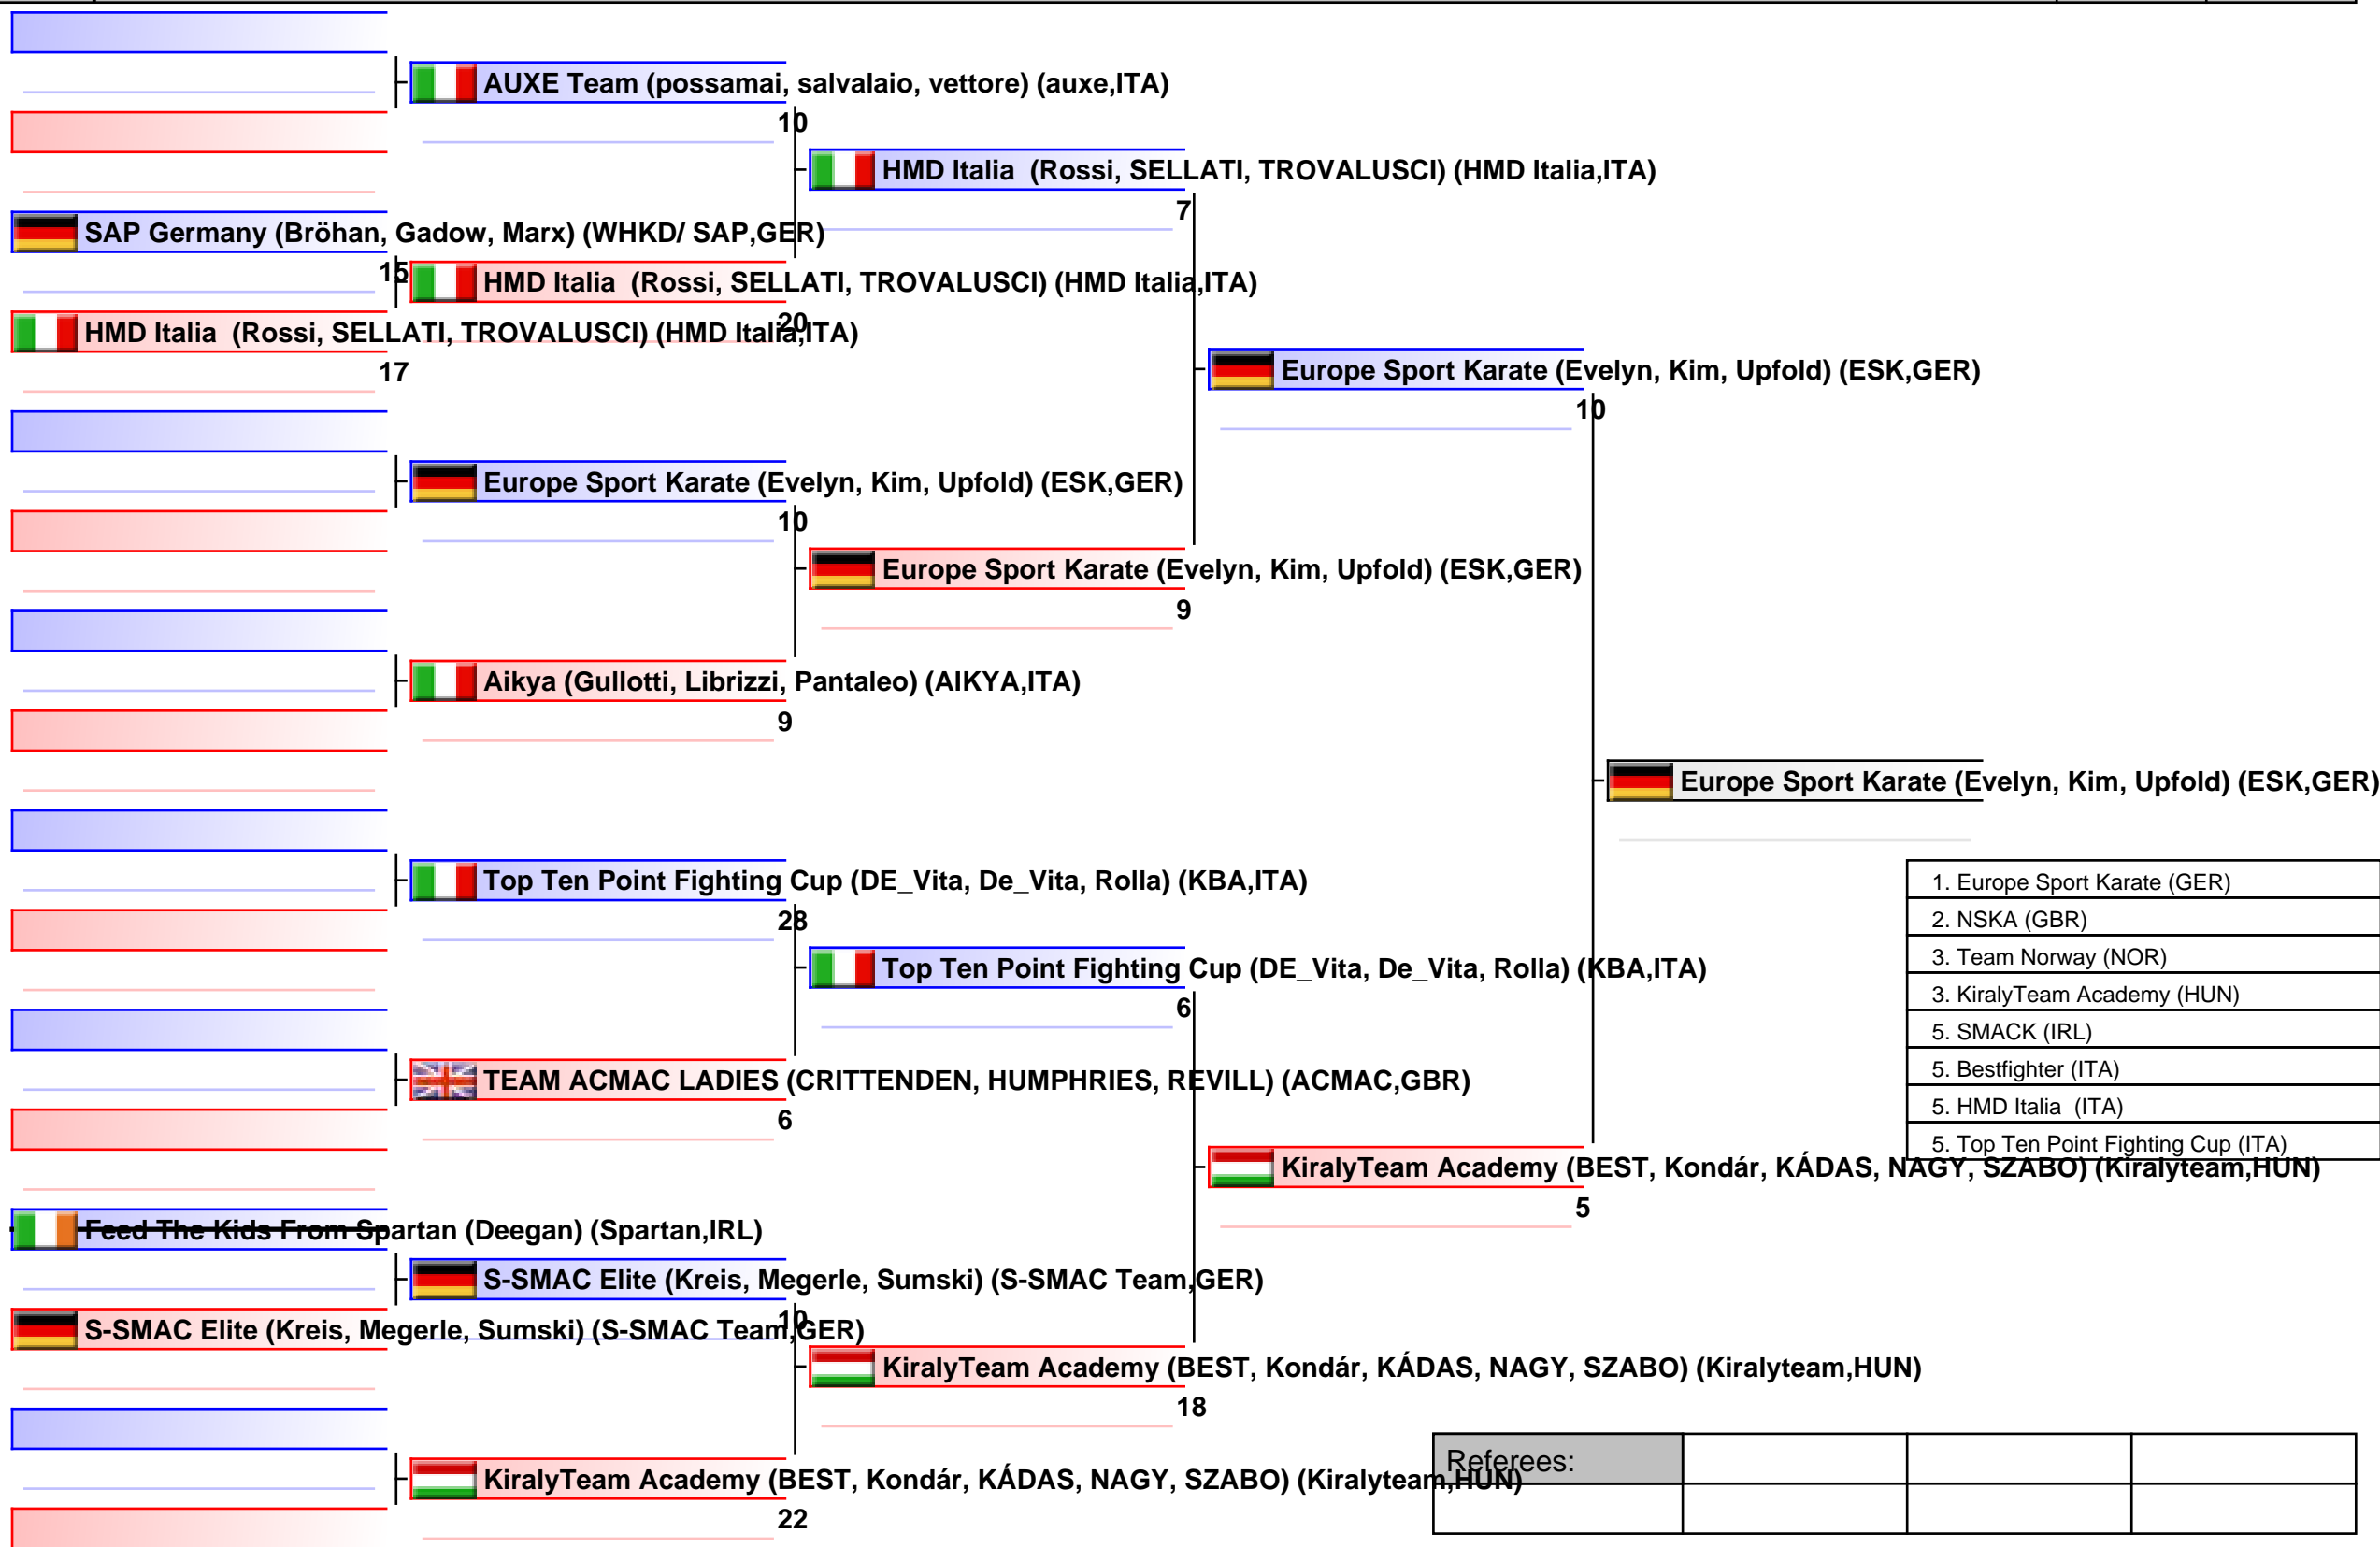 AUXE Team (possamai, salvalaio, vettore) (auxe,ITA)
10
HMD Italia  (Rossi, SELLATI, TROVALUSCI) (HMD Italia,ITA)
7
SAP Germany (Bröhan, Gadow, Marx) (WHKD/ SAP,GER)
15
HMD Italia  (Rossi, SELLATI, TROVALUSCI) (HMD Italia,ITA)
20
HMD Italia  (Rossi, SELLATI, TROVALUSCI) (HMD Italia,ITA)
17
Europe Sport Karate (Evelyn, Kim, Upfold) (ESK,GER)
10
Europe Sport Karate (Evelyn, Kim, Upfold) (ESK,GER)
10
Europe Sport Karate (Evelyn, Kim, Upfold) (ESK,GER)
9
Aikya (Gullotti, Librizzi, Pantaleo) (AIKYA,ITA)
9
Europe Sport Karate (Evelyn, Kim, Upfold) (ESK,GER)
Top Ten Point Fighting Cup (DE_Vita, De_Vita, Rolla) (KBA,ITA)
28
Top Ten Point Fighting Cup (DE_Vita, De_Vita, Rolla) (KBA,ITA)
6
TEAM ACMAC LADIES (CRITTENDEN, HUMPHRIES, REVILL) (ACMAC,GBR)
6
1. Europe Sport Karate (GER)
2. NSKA (GBR)
3. Team Norway (NOR)
3. KiralyTeam Academy (HUN)
5. SMACK (IRL)
5. Bestfighter (ITA)
5. HMD Italia  (ITA)
5. Top Ten Point Fighting Cup (ITA)
KiralyTeam Academy (BEST, Kondár, KÁDAS, NAGY, SZABO) (Kiralyteam,HUN)
5
Feed The Kids From Spartan (Deegan) (Spartan,IRL)
S-SMAC Elite (Kreis, Megerle, Sumski) (S-SMAC Team,GER)
10
S-SMAC Elite (Kreis, Megerle, Sumski) (S-SMAC Team,GER)
KiralyTeam Academy (BEST, Kondár, KÁDAS, NAGY, SZABO) (Kiralyteam,HUN)
18
KiralyTeam Academy (BEST, Kondár, KÁDAS, NAGY, SZABO) (Kiralyteam,HUN)
22
Referees: